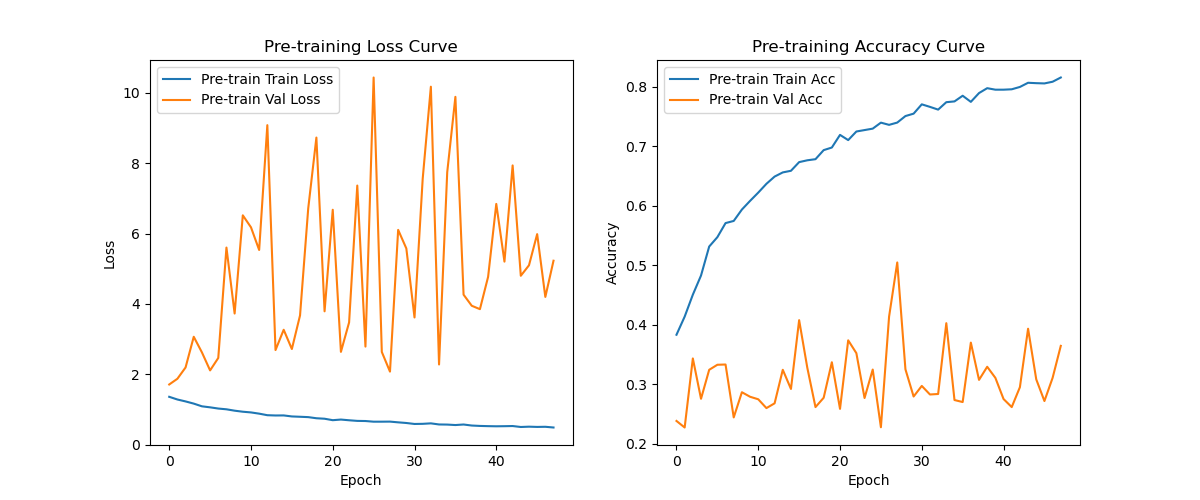 Pre-training Loss Curve
Pre-train Train Loss
Pre-train Val Loss
Loss
10
8
6
4
2
0
0
10
20
30
40
Epoch
Pre-training Accuracy Curve
Pre-train Train Acc
Pre-train Val Acc
Accuracy
0.8
0.7
0.6
0.5
0.4
0.3
0.2
0
10
20
30
40
Epoch